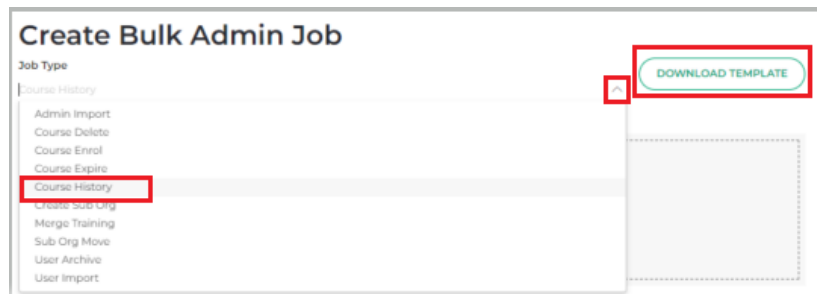 Create Bulk Admin Job
Job Type
DOWNLOAD TEMPLATE
Course History
Admin Import
Course Delete
Course Enrol
Course Expire
Course History
Create Sub Org
Merge Training
Sub Org Move
User Archive
User Import